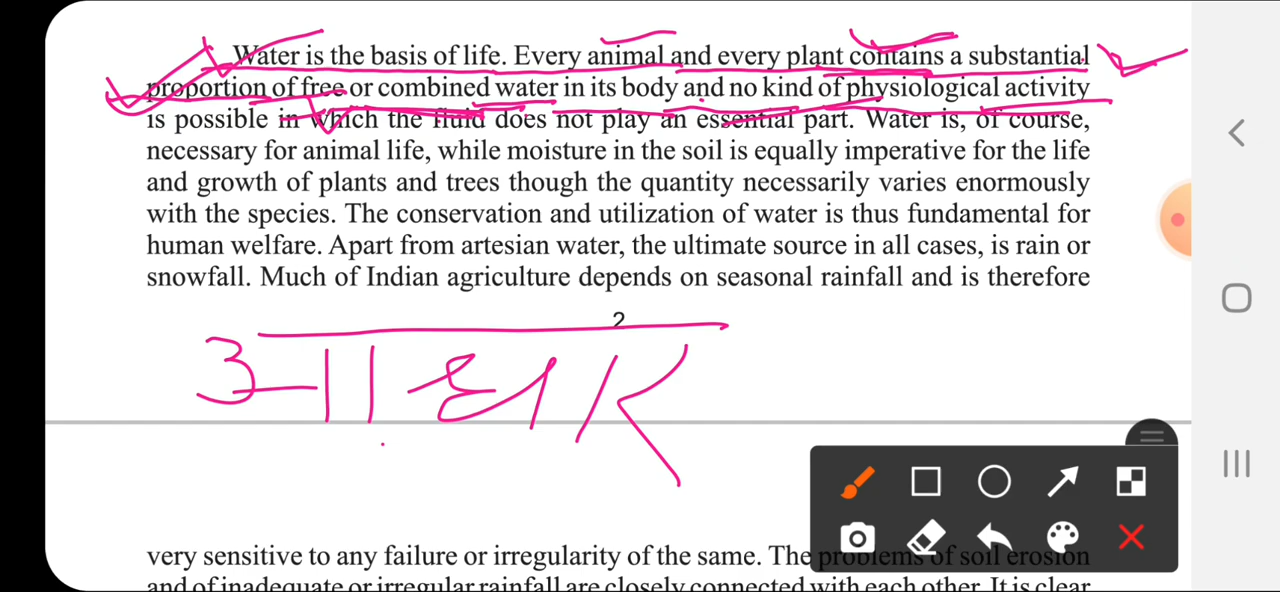 Water is the basis of life. Every animal and every plant contains a substantial
proportion of free or combined water in its body and no kind of physiological activity
is possible in which the fluid does not play an essential part. Water is, of course,
necessary for animal life, while moisture in the soil is equally imperative for the life
and growth of plants and trees though the quantity necessarily varies enormously
with the species. The conservation and utilization of water is thus fundamental for
human welfare. Apart from artesian water, the ultimate source in all cases, is rain or
snowfall. Much of Indian agriculture depends on seasonal rainfall and is therefore
2
आधार
very sensitive to any failure or irregularity of the same. The problems of soil erosion
and of inadequate or irregular rainfall are closely connected with each other. It is clear